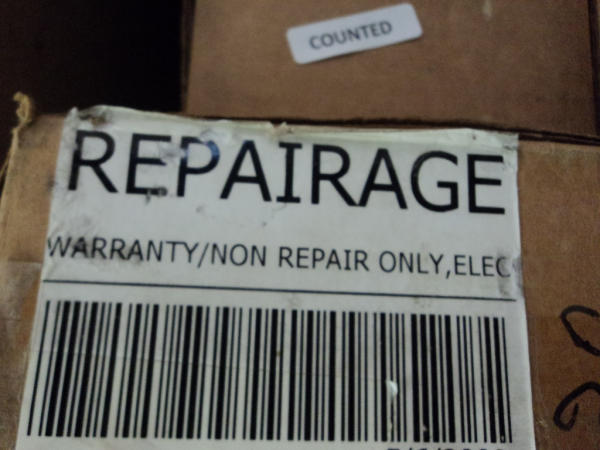 COUNTED
REPAIRAGE
WARRANTY/NON REPAIR ONLY,ELEC